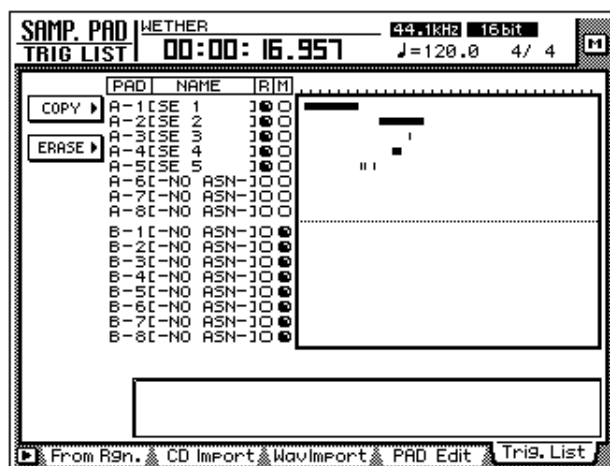 SAMP. PAD
TRIG LIST
WETHER
00:00:16.957
44.1kHz 16bit
♩=120.0 4/ 4
M
PAD NAME R M
COPY
ERASE
A-1[SE 1 ]
A-2[SE 2 ]
A-3[SE 3 ]
A-4[SE 4 ]
A-5[SE 5 ]
A-6[-NO ASN-]
A-7[-NO ASN-]
A-8[-NO ASN-]
B-1[-NO ASN-]
B-2[-NO ASN-]
B-3[-NO ASN-]
B-4[-NO ASN-]
B-5[-NO ASN-]
B-6[-NO ASN-]
B-7[-NO ASN-]
B-8[-NO ASN-]
From Rgn. CD Import WavImport PAD Edit Trig. List